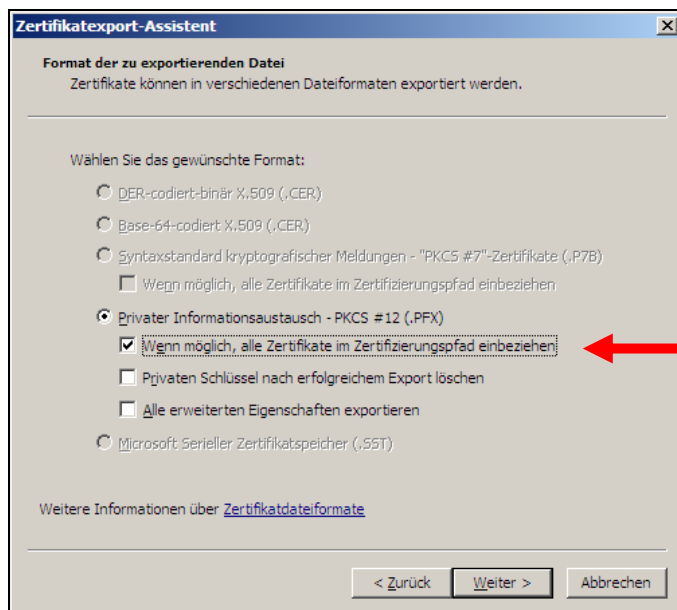 Zertifikatexport-Assistent
Format der zu exportierenden Datei
Zertifikate können in verschiedenen Dateiformaten exportiert werden.
Wählen Sie das gewünschte Format:
DER-codiert-binär X.509 (.CER)
Base-64-codiert X.509 (.CER)
Syntaxstandard kryptografischer Meldungen - "PKCS #7"-Zertifikate (.P7B)
Wenn möglich, alle Zertifikate im Zertifizierungspfad einbeziehen
Privater Informationsaustausch - PKCS #12 (.PFX)
Wenn möglich, alle Zertifikate im Zertifizierungspfad einbeziehen
Privaten Schlüssel nach erfolgreichem Export löschen
Alle erweiterten Eigenschaften exportieren
Microsoft Serieller Zertifikatspeicher (.SST)
Weitere Informationen über Zertifikatdateiformate
< Zurück Weiter > Abbrechen